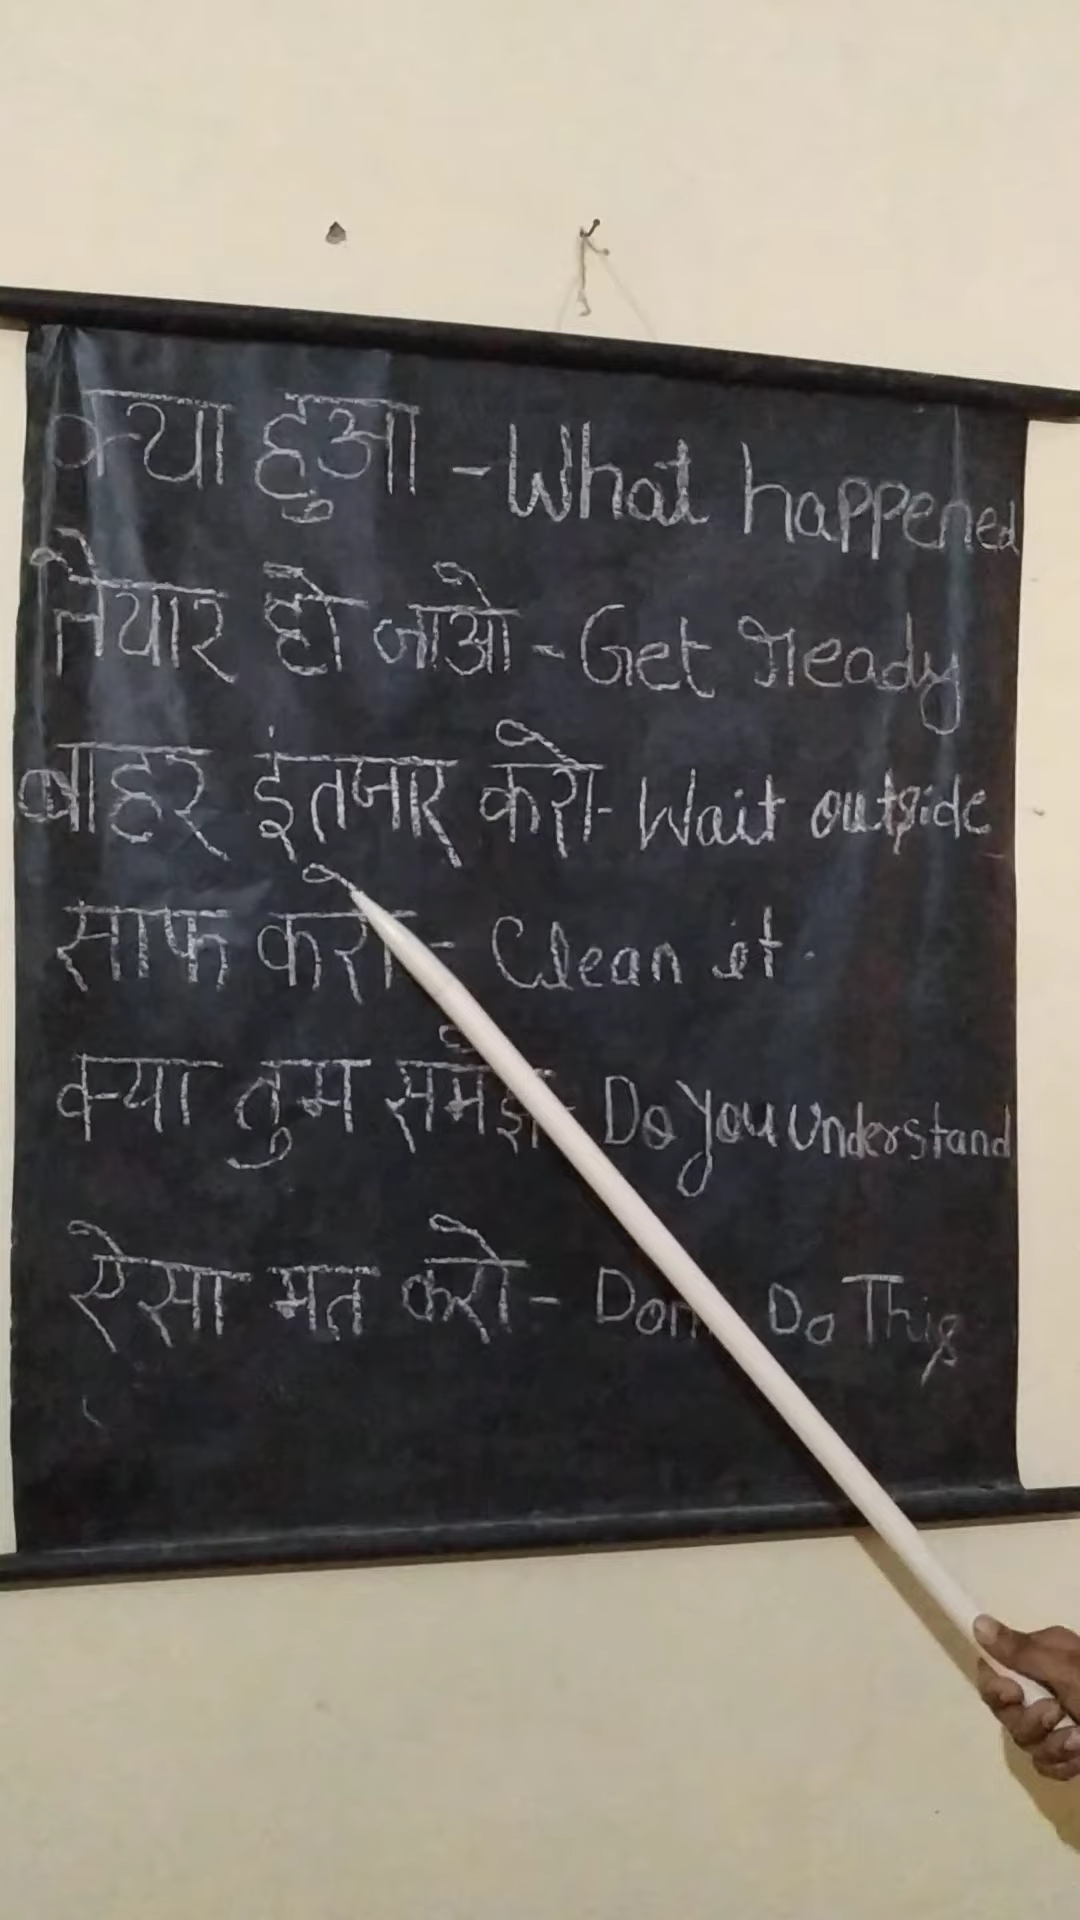 क्या हुआ - What happened
तैयार हो जाओ - Get ready
बाहर इंतजार करो - Wait outside
साफ करो - Clean it.
क्या तुम समझे - Do you understand
ऐसा मत करो - Do This